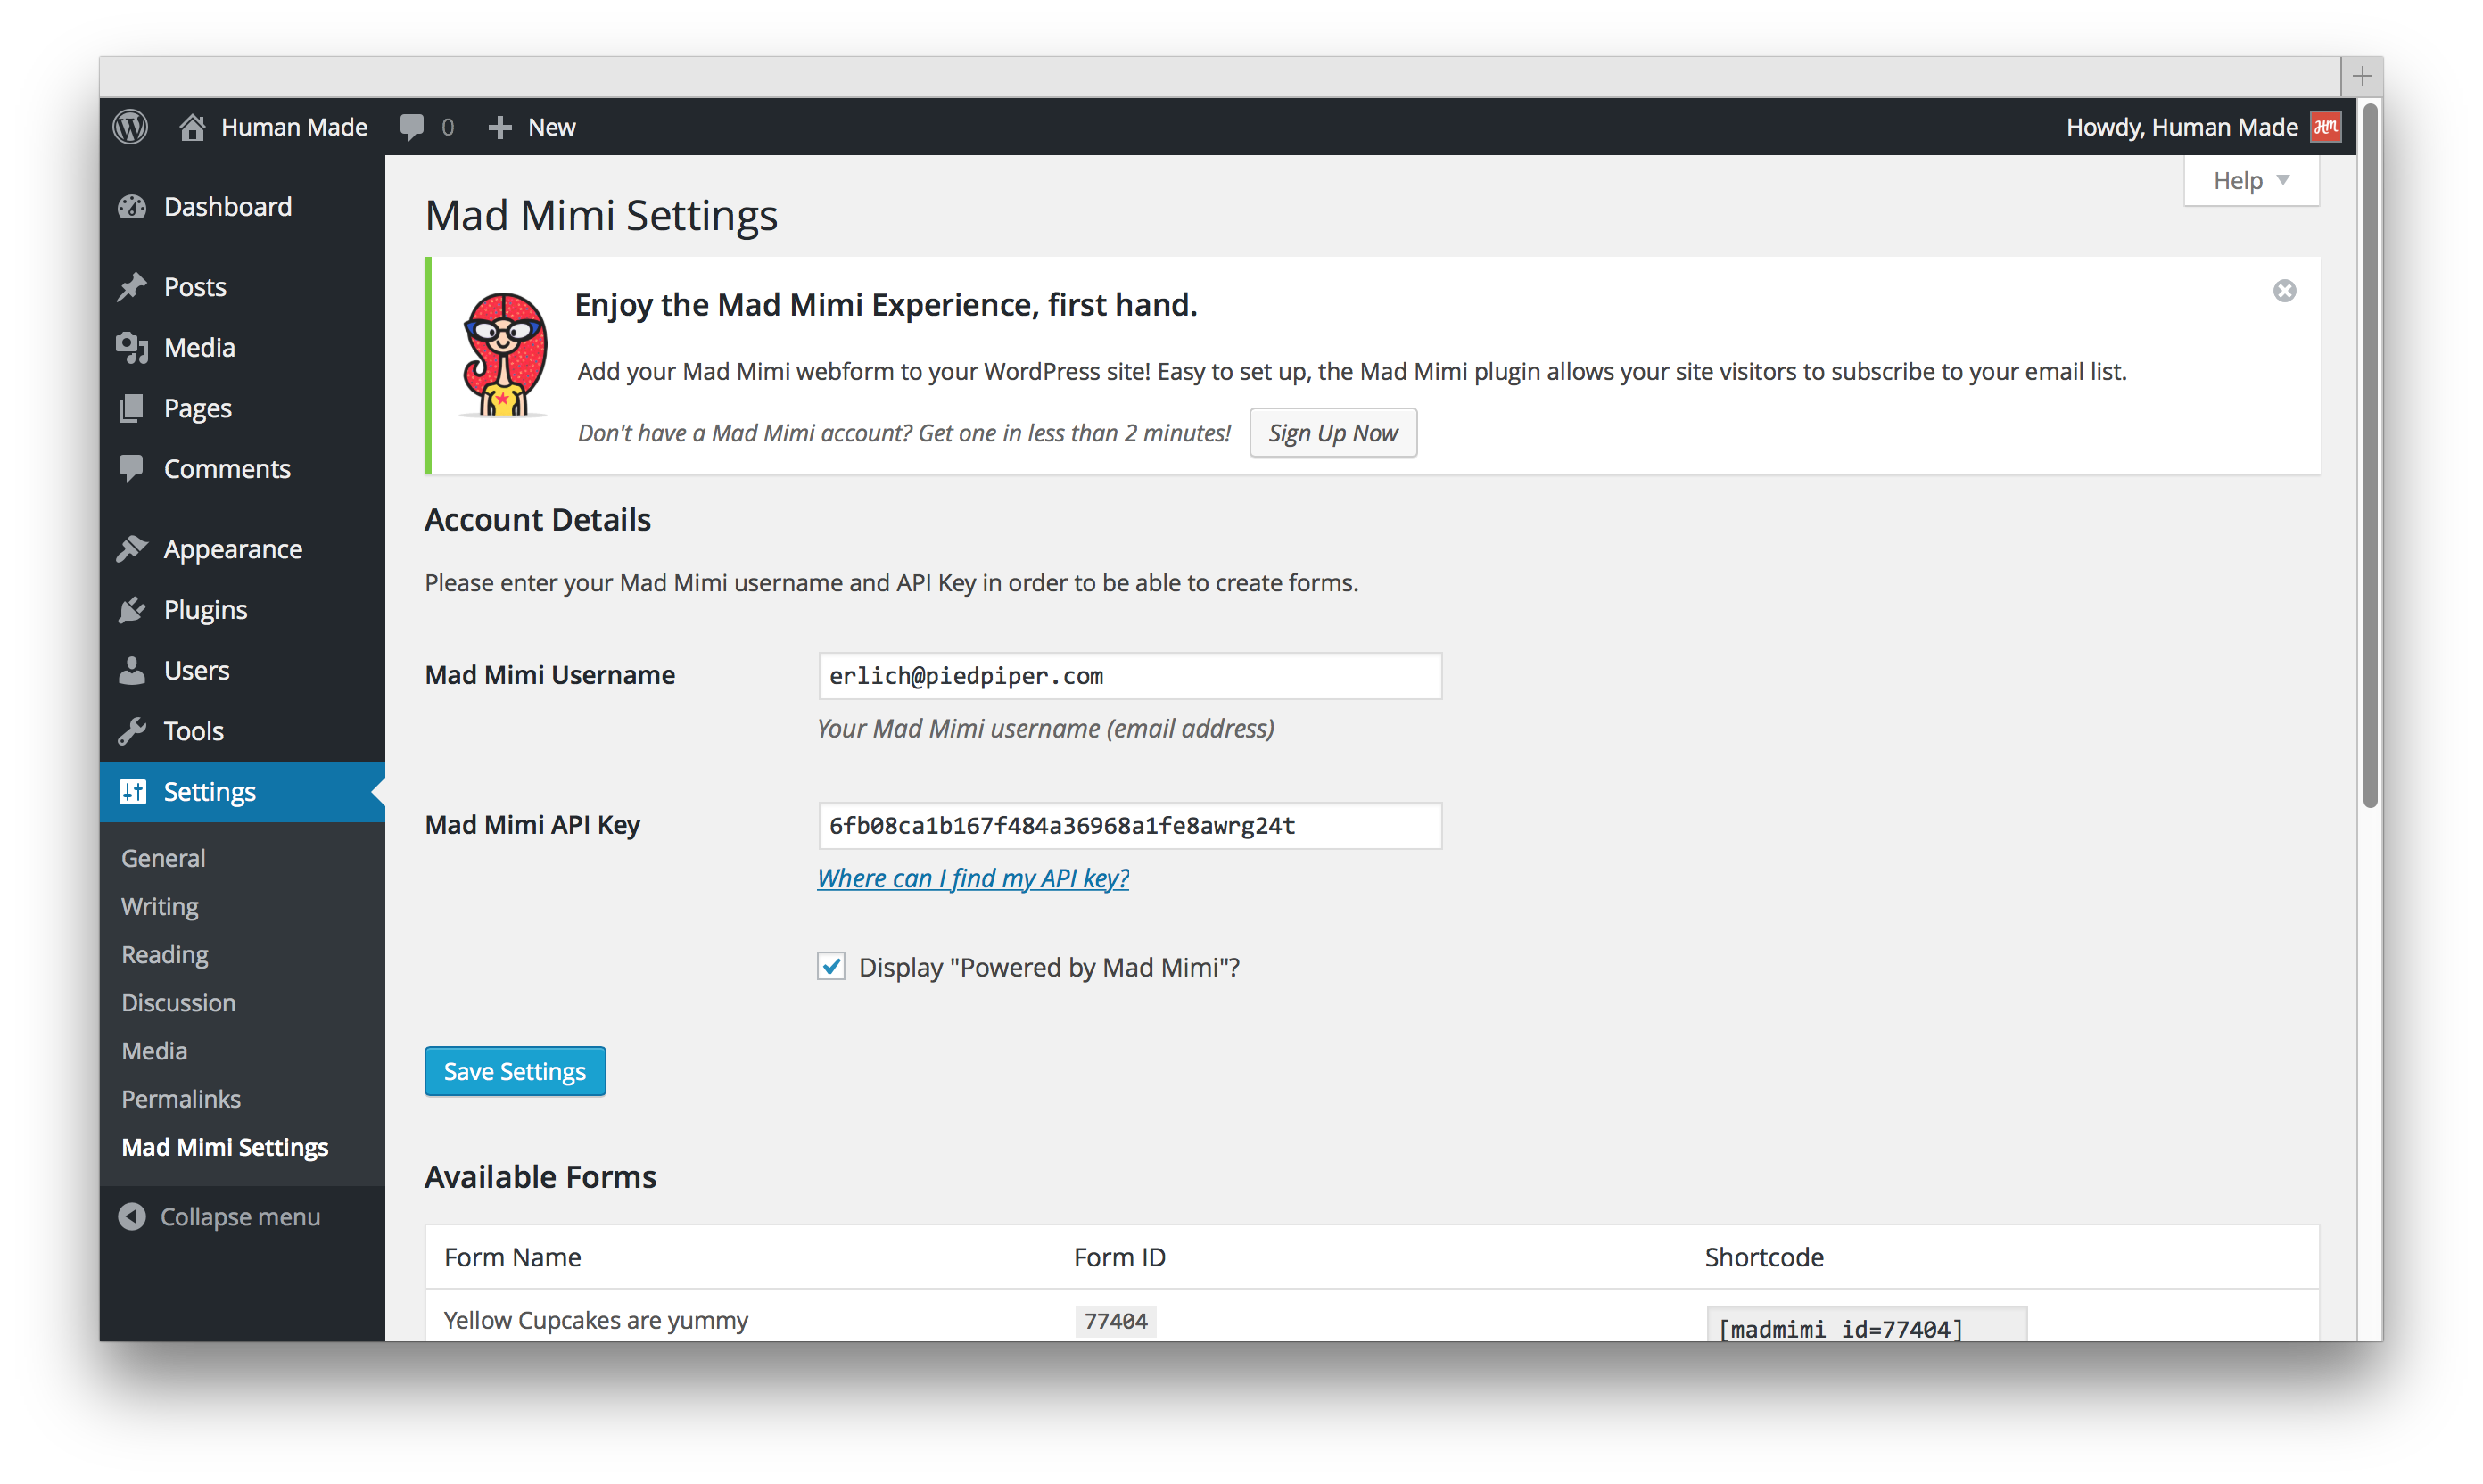 Human Made 0 New Howdy, Human Made HM
Help
Dashboard
Posts
Media
Pages
Comments
Appearance
Plugins
Users
Tools
Settings
General
Writing
Reading
Discussion
Media
Permalinks
Mad Mimi Settings
Collapse menu
Mad Mimi Settings
Enjoy the Mad Mimi Experience, first hand.
Add your Mad Mimi webform to your WordPress site! Easy to set up, the Mad Mimi plugin allows your site visitors to subscribe to your email list.
Don't have a Mad Mimi account? Get one in less than 2 minutes! Sign Up Now
Account Details
Please enter your Mad Mimi username and API Key in order to be able to create forms.
Mad Mimi Username erlich@piedpiper.com
Your Mad Mimi username (email address)
Mad Mimi API Key 6fb08ca1b167f484a36968a1fe8awrg24t
Where can I find my API key?
Display "Powered by Mad Mimi"?
Save Settings
Available Forms
Form Name Form ID Shortcode
Yellow Cupcakes are yummy 77404 [madmimi id=77404]